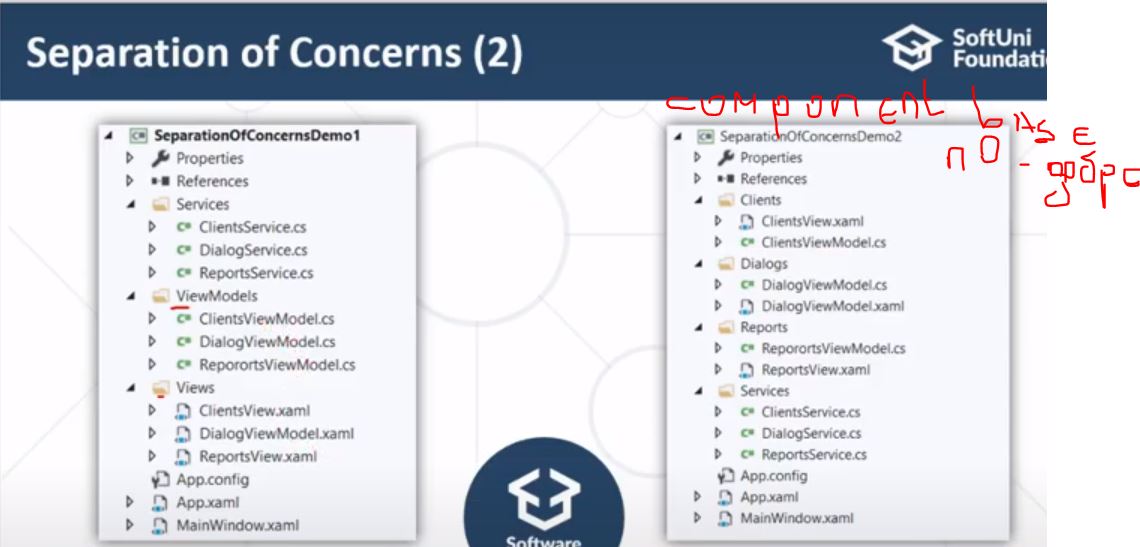 Separation of Concerns (2)
SoftUni
Foundati
component base
по-добро
SeparationOfConcernsDemo1
Properties
References
Services
ClientsService.cs
DialogService.cs
ReportsService.cs
ViewModels
ClientsViewModel.cs
DialogViewModel.cs
ReporortsViewModel.cs
Views
ClientsView.xaml
DialogViewModel.xaml
ReportsView.xaml
App.config
App.xaml
MainWindow.xaml
SeparationOfConcernsDemo2
Properties
References
Clients
ClientsView.xaml
ClientsViewModel.cs
Dialogs
DialogViewModel.cs
DialogViewModel.xaml
Reports
ReporortsViewModel.cs
ReportsView.xaml
Services
ClientsService.cs
DialogService.cs
ReportsService.cs
App.config
App.xaml
MainWindow.xaml
Software